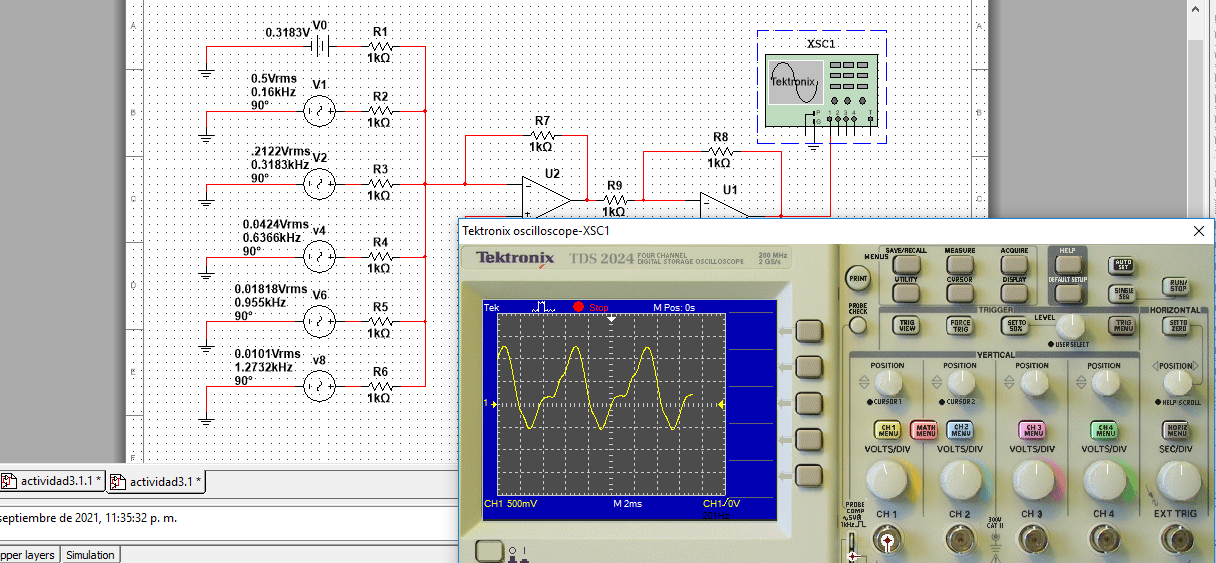 A
A
B
B
C
C
D
D
E
E
F
0.3183V
V0
R1
1kΩ
0.5Vrms
0.16kHz
90°
V1
R2
1kΩ
.2122Vrms
0.3183kHz
90°
V2
R3
1kΩ
0.0424Vrms
0.6366kHz
90°
v4
R4
1kΩ
0.01818Vrms
0.955kHz
90°
V6
R5
1kΩ
0.0101Vrms
1.2732kHz
90°
v8
R6
1kΩ
R7
1kΩ
U2
R9
1kΩ
R8
1kΩ
U1
XSC1
Tektronix
P
G
1 2 3 4 T
Tektronix oscilloscope-XSC1
Tektronix
TDS 2024
FOUR CHANNEL
DIGITAL STORAGE OSCILLOSCOPE
200 MHz
2 GS/s
Tek
Stop
M Pos: 0s
1
CH1 500mV
M 2ms
CH1/0V
MENUS
SAVE/RECALL
MEASURE
ACQUIRE
HELP
UTILITY
CURSOR
DISPLAY
DEFAULT SETUP
AUTO SET
SINGLE SEQ
RUN/STOP
PRINT
PROBE CHECK
TRIGGER
TRIG VIEW
FORCE TRIG
SET TO 50%
LEVEL
USER SELECT
TRIG MENU
HORIZONTAL
SET TO ZERO
VERTICAL
POSITION
POSITION
POSITION
POSITION
POSITION
CURSOR 1
CURSOR 2
HELP SCROLL
CH 1 MENU
MATH MENU
CH 2 MENU
CH 3 MENU
CH 4 MENU
HORIZ MENU
VOLTS/DIV
VOLTS/DIV
VOLTS/DIV
VOLTS/DIV
SEC/DIV
PROBE COMP
~5V@
1kHz
CH 1
CH 2
300V
CAT II
CH 3
CH 4
EXT TRIG
actividad3.1.1 *
actividad3.1 *
septiembre de 2021, 11:35:32 p. m.
pper layers
Simulation